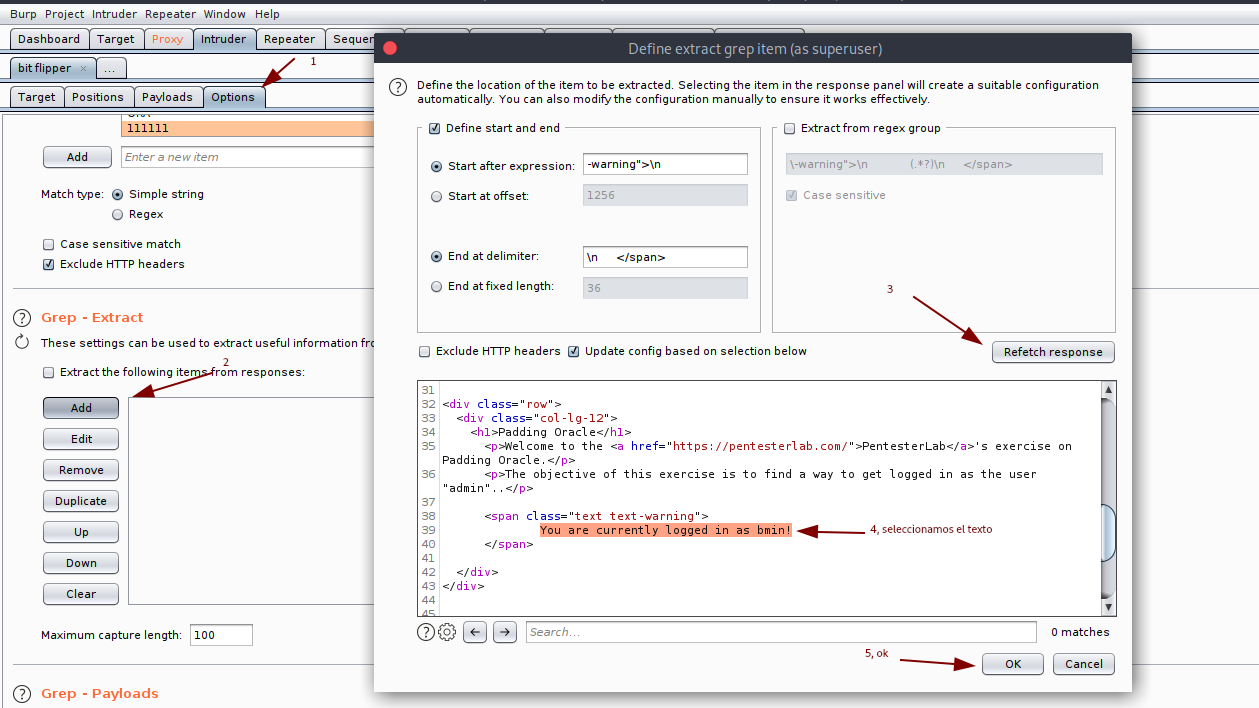 Burp Project Intruder Repeater Window Help
Dashboard Target Proxy Intruder Repeater Sequen
bit flipper × ...
1
Target Positions Payloads Options
111111
Add Enter a new item
Match type: Simple string
Regex
Case sensitive match
Exclude HTTP headers
? Grep - Extract
These settings can be used to extract useful information fro
2
Extract the following items from responses:
Add
Edit
Remove
Duplicate
Up
Down
Clear
Maximum capture length: 100
? Grep - Payloads
Define extract grep item (as superuser)
? Define the location of the item to be extracted. Selecting the item in the response panel will create a suitable configuration
automatically. You can also modify the configuration manually to ensure it works effectively.
Define start and end
Start after expression: -warning">\n
Start at offset: 1256
End at delimiter: \n      </span>
End at fixed length: 36
Extract from regex group
\-warning">\n            (.*?)\n      </span>
Case sensitive
3
Exclude HTTP headers Update config based on selection below
Refetch response
31
32 <div class="row">
33   <div class="col-lg-12">
34     <h1>Padding Oracle</h1>
35       <p>Welcome to the <a href="https://pentesterlab.com/">PentesterLab</a>'s exercise on
Padding Oracle.</p>
36       <p>The objective of this exercise is to find a way to get logged in as the user
"admin"..</p>
37
38       <span class="text text-warning">
39               You are currently logged in as bmin!
4, seleccionamos el texto
40       </span>
41
42   </div>
43 </div>
44
45
? Search... 0 matches
5, ok
OK Cancel